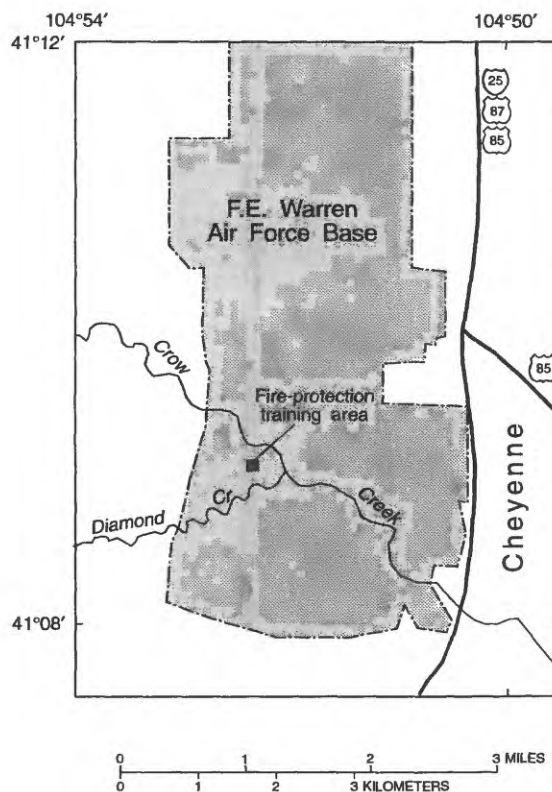 104°54'
104°50'
41°12'
25
87
85
F.E. Warren
Air Force Base
85
Crow
Fire-protection
training area
Cr
Creek
Diamond
Cheyenne
41°08'
0 1 2 3 MILES
0 1 2 3 KILOMETERS